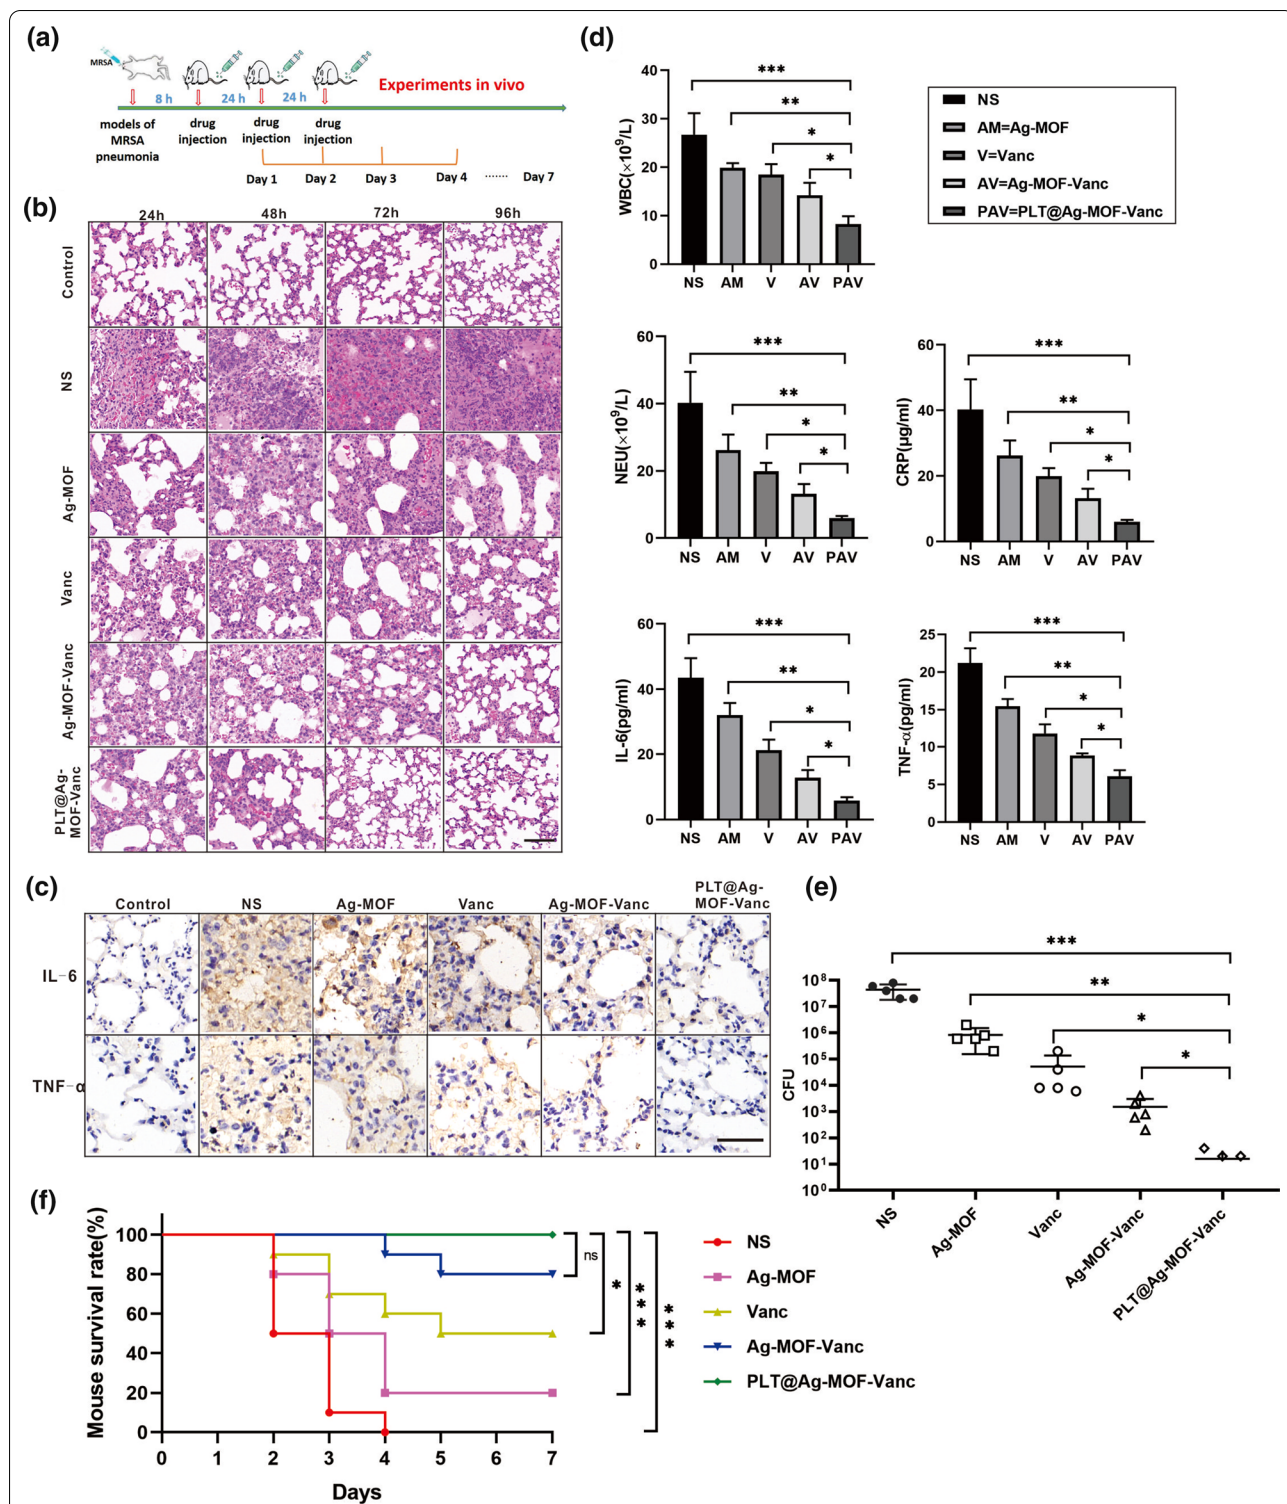 (a)
MRSA
8 h
24 h
24 h
Experiments in vivo
models of
MRSA
pneumonia
drug
injection
drug
injection
drug
injection
Day 1
Day 2
Day 3
Day 4
.......
Day 7
(b)
24h
48h
72h
96h
Control
NS
Ag-MOF
Vanc
Ag-MOF-Vanc
PLT@Ag-
MOF-Vanc
(c)
Control
NS
Ag-MOF
Vanc
Ag-MOF-Vanc
PLT@Ag-
MOF-Vanc
IL-6
TNF-α
(d)
WBC(×10⁹/L)
40
30
20
10
0
NS AM V AV PAV
***
**
*
*
NS
AM=Ag-MOF
V=Vanc
AV=Ag-MOF-Vanc
PAV=PLT@Ag-MOF-Vanc
NEU(×10⁹/L)
60
40
20
0
NS AM V AV PAV
***
**
*
*
CRP(μg/ml)
60
40
20
0
NS AM V AV PAV
***
**
*
*
IL-6(pg/ml)
60
40
20
0
NS AM V AV PAV
***
**
*
*
TNF-α(pg/ml)
25
20
15
10
5
0
NS AM V AV PAV
***
**
*
*
(e)
CFU
10⁸
10⁷
10⁶
10⁵
10⁴
10³
10²
10¹
10⁰
***
**
*
*
NS
Ag-MOF
Vanc
Ag-MOF-Vanc
PLT@Ag-MOF-Vanc
(f)
Mouse survival rate(%)
100
80
60
40
20
0
0 1 2 3 4 5 6 7
Days
ns
*
***
***
NS
Ag-MOF
Vanc
Ag-MOF-Vanc
PLT@Ag-MOF-Vanc